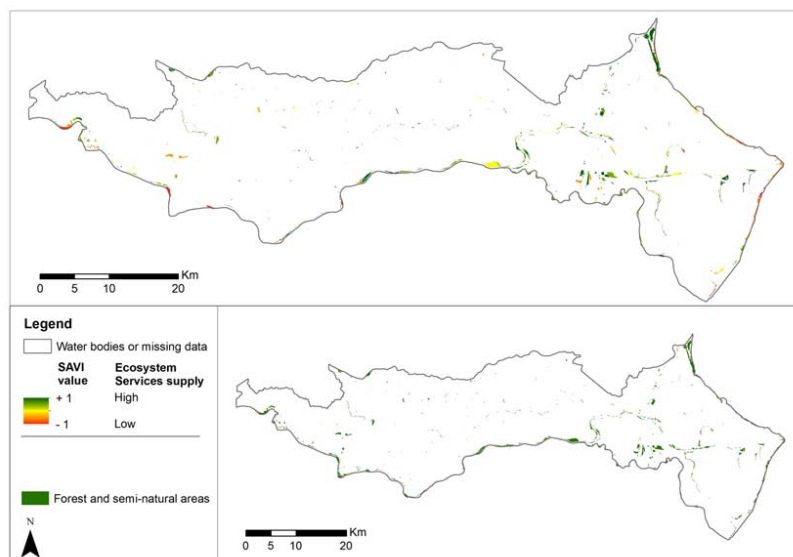 Km
0 5 10 20
Legend
Water bodies or missing data
SAVI value
Ecosystem Services supply
+ 1 High
- 1 Low
Forest and semi-natural areas
N
Km
0 5 10 20